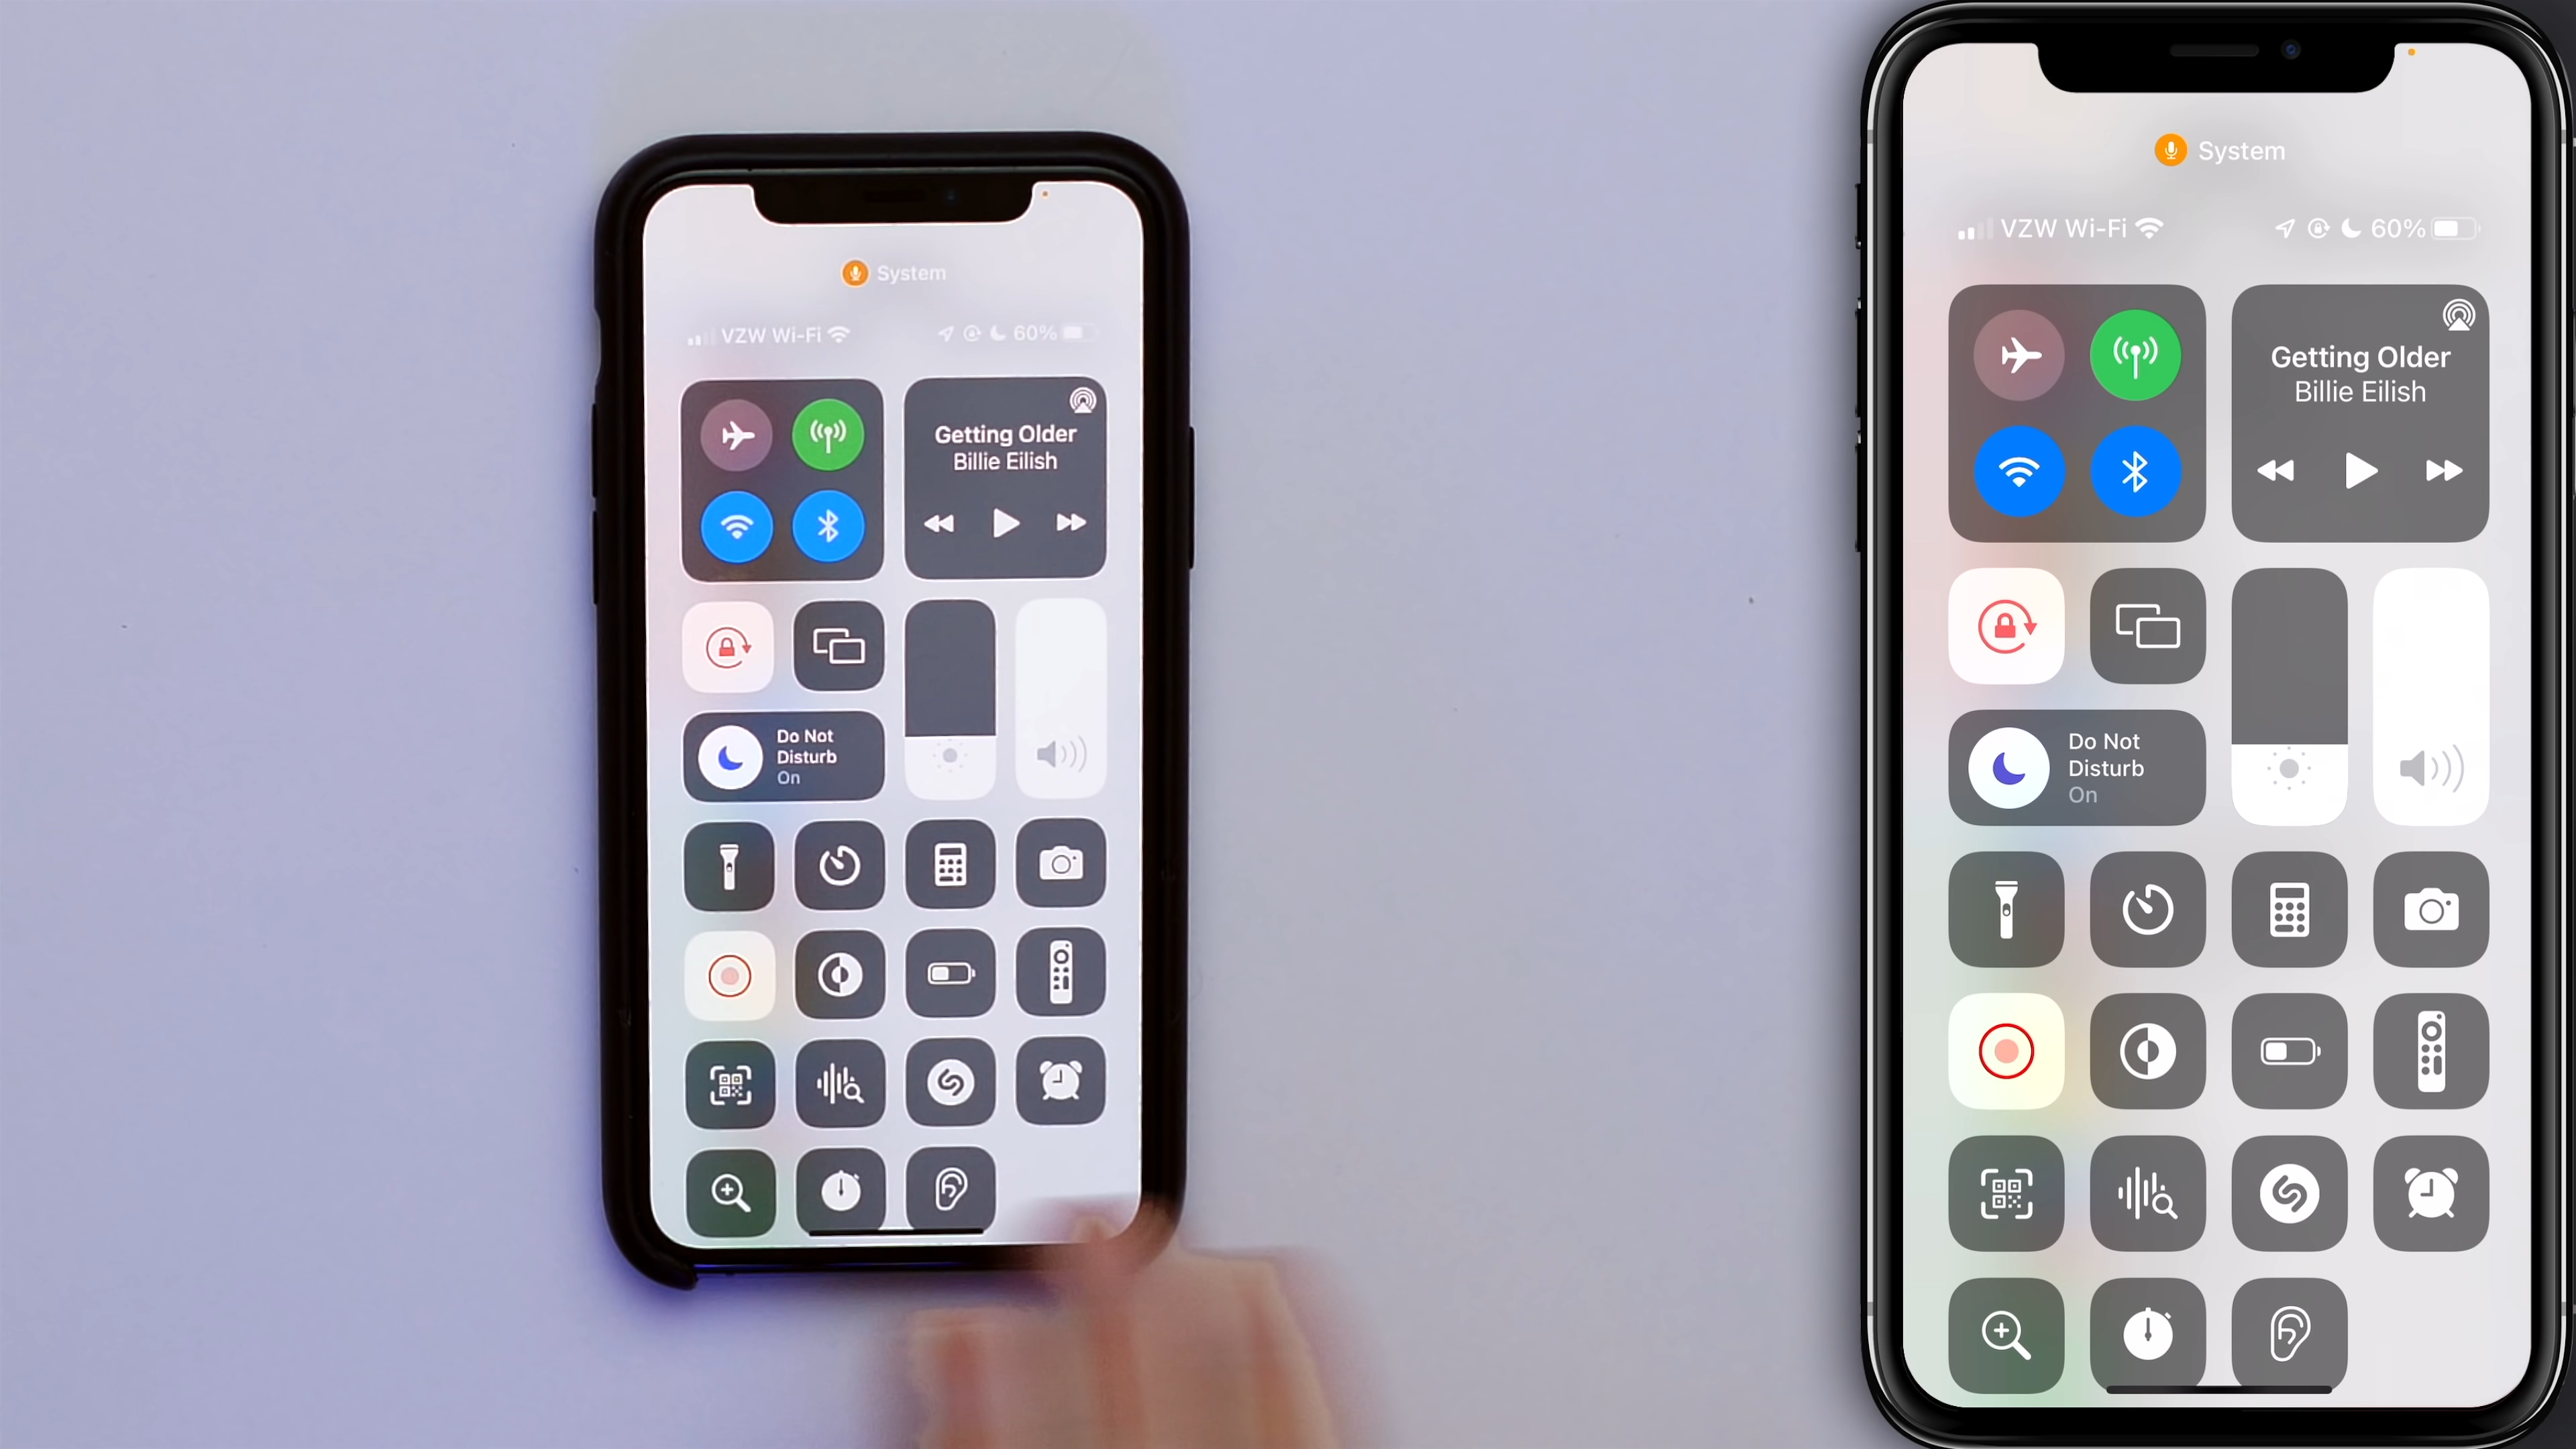 System
VZW Wi-Fi 60%
Getting Older
Billie Eilish
Do Not
Disturb
On
System
VZW Wi-Fi 60%
Getting Older
Billie Eilish
Do Not
Disturb
On